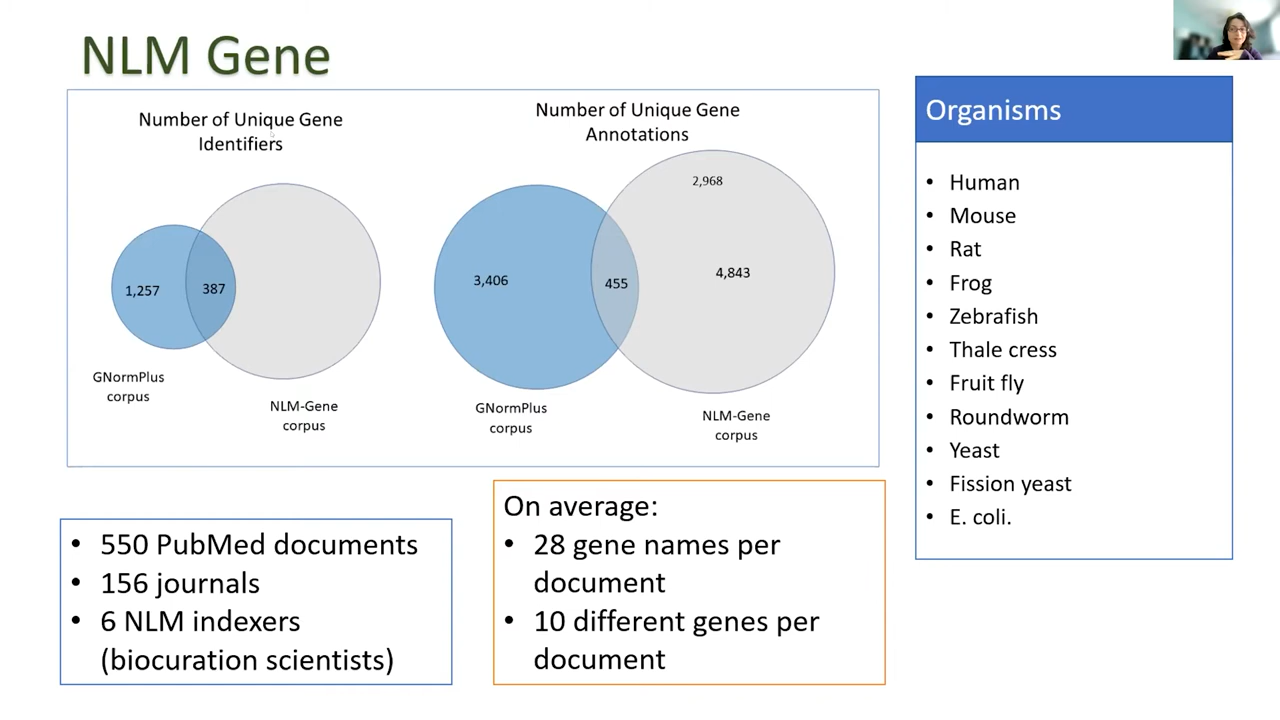 NLM Gene
Number of Unique Gene
Identifiers
1,257
387
GNormPlus
corpus
NLM-Gene
corpus
Number of Unique Gene
Annotations
2,968
3,406
455
4,843
GNormPlus
corpus
NLM-Gene
corpus
Organisms
• Human
• Mouse
• Rat
• Frog
• Zebrafish
• Thale cress
• Fruit fly
• Roundworm
• Yeast
• Fission yeast
• E. coli.
• 550 PubMed documents
• 156 journals
• 6 NLM indexers
(biocuration scientists)
On average:
• 28 gene names per
document
• 10 different genes per
document